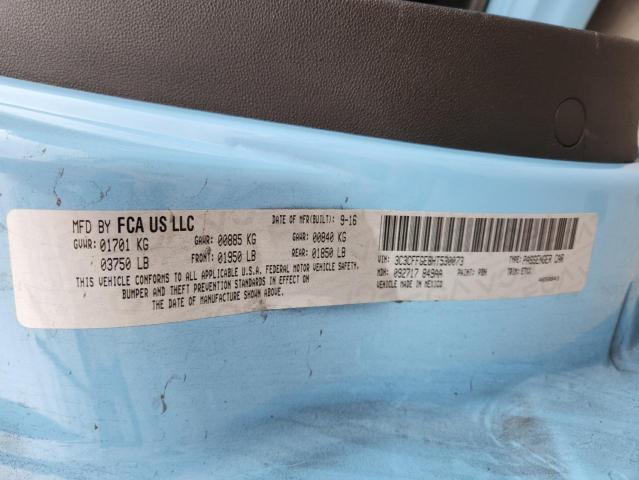 MFD BY FCA US LLC
DATE OF MFR(BUILT): 9-16
GVWR: 01701 KG
GAWR: 00885 KG
GAWR: 00840 KG
03750 LB
FRONT: 01950 LB
REAR: 01850 LB
THIS VEHICLE CONFORMS TO ALL APPLICABLE U.S.A. FEDERAL MOTOR VEHICLE SAFETY,
BUMPER AND THEFT PREVENTION STANDARDS IN EFFECT ON
THE DATE OF MANUFACTURE SHOWN ABOVE.
VIN: 3C3CFFGE8HT530073
TYPE: PASSENGER CAR
MDH: 092717 849AA
PAINT: PBH
TRIM:
VEHICLE MADE IN MEXICO